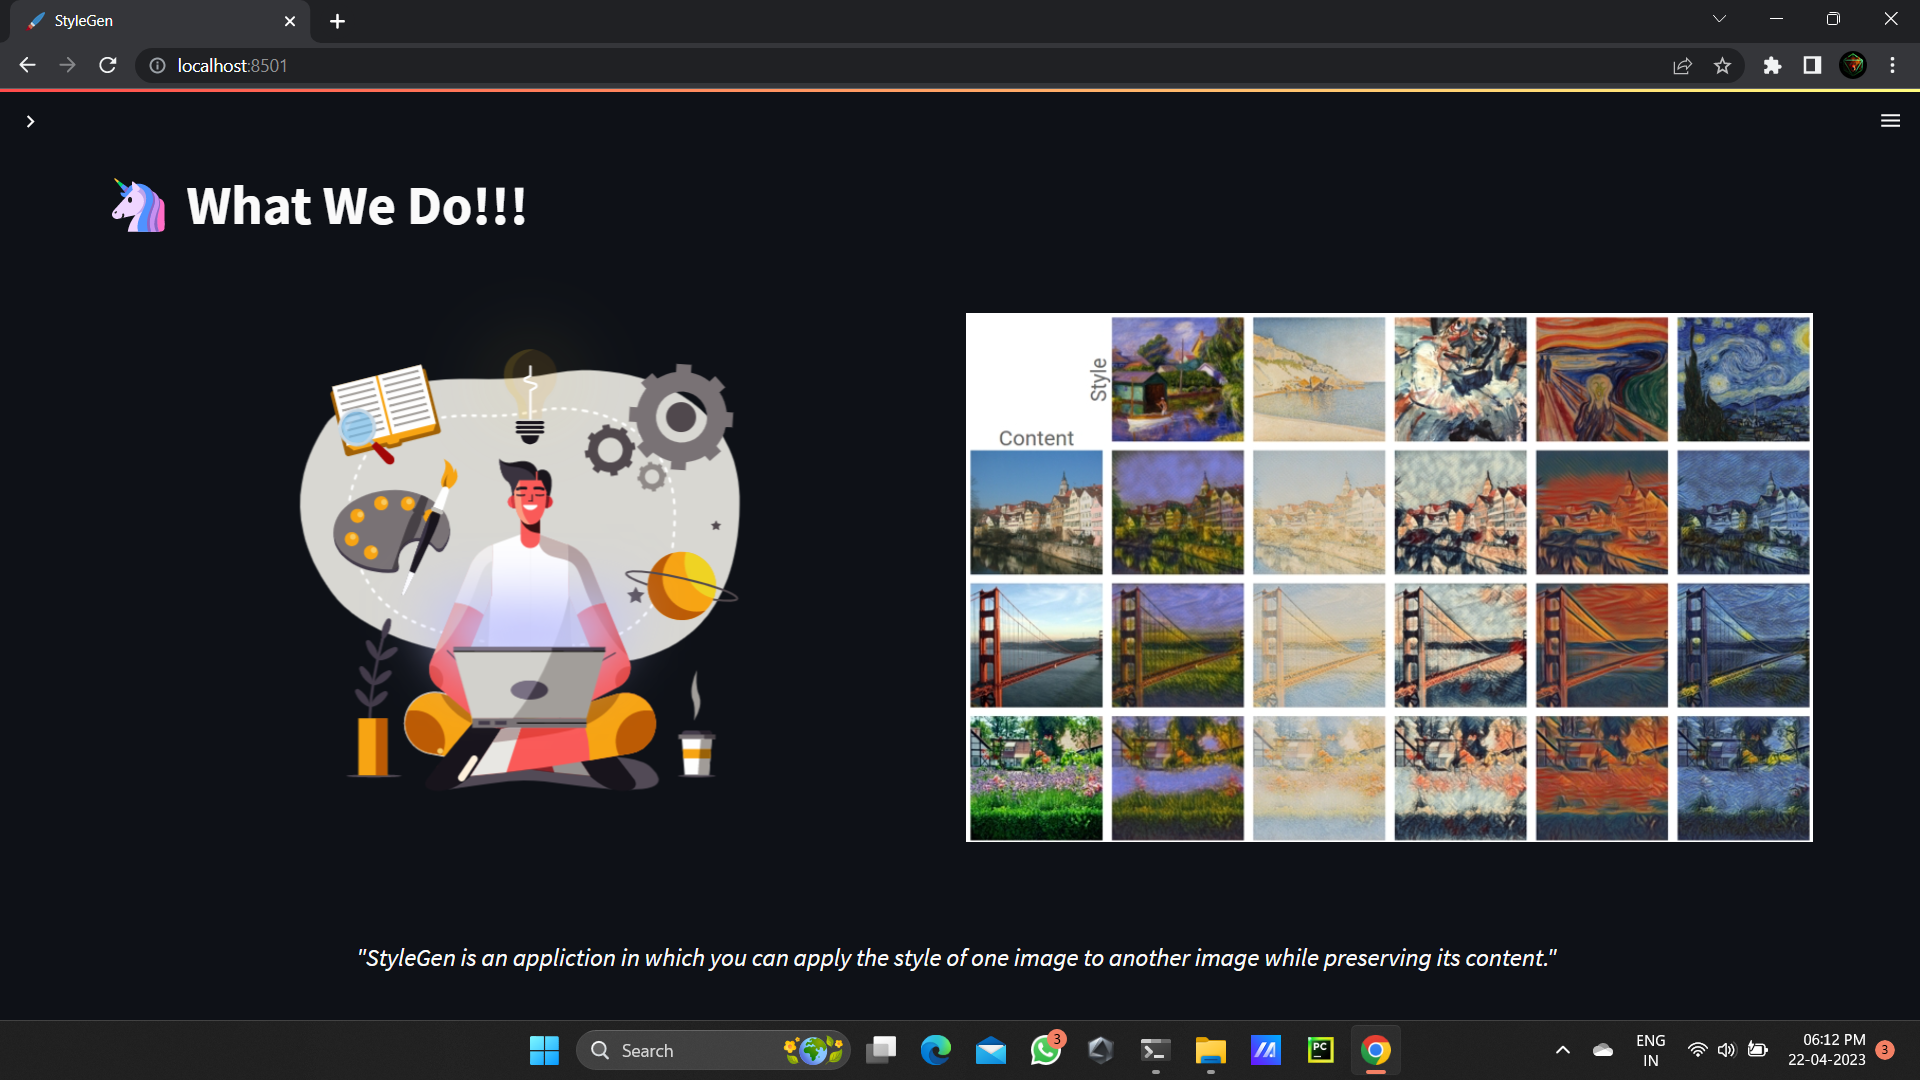 StyleGen
localhost:8501
What We Do!!!
Style
Content
"StyleGen is an appliction in which you can apply the style of one image to another image while preserving its content."
Search
3
PC
ENG
IN
06:12 PM
22-04-2023
3